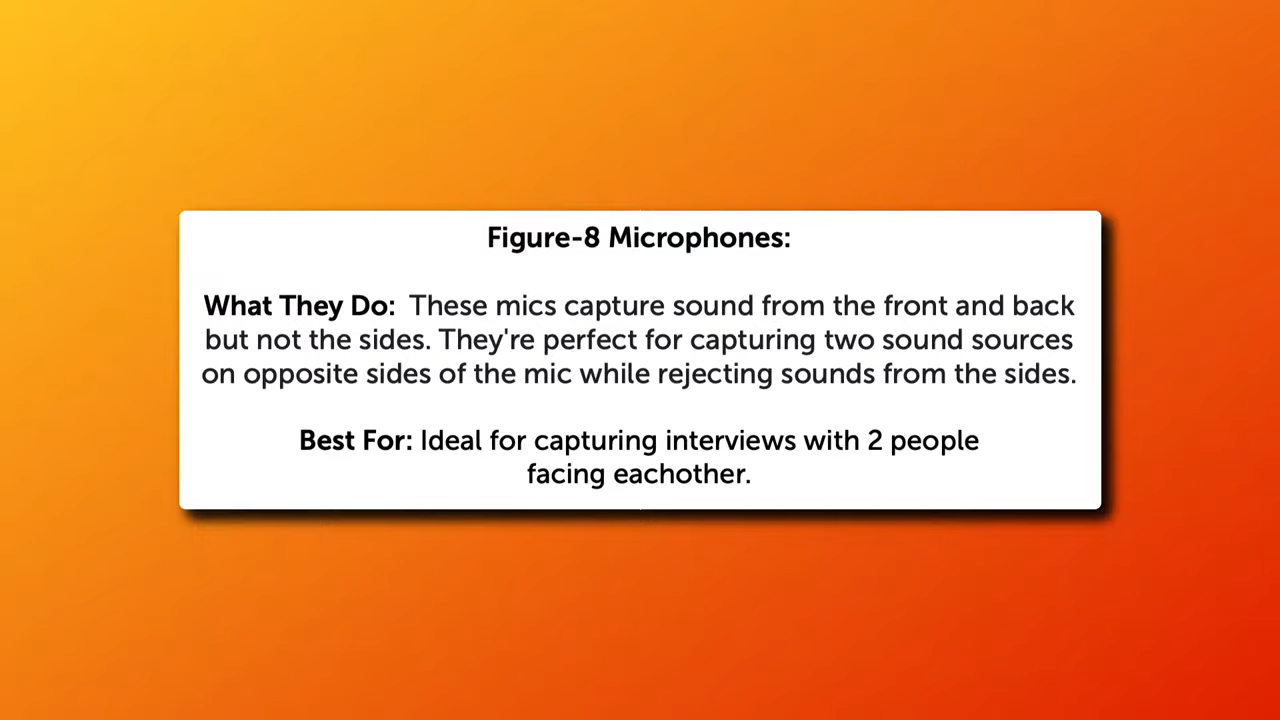 Figure-8 Microphones:
What They Do: These mics capture sound from the front and back
but not the sides. They're perfect for capturing two sound sources
on opposite sides of the mic while rejecting sounds from the sides.
Best For: Ideal for capturing interviews with 2 people
facing eachother.